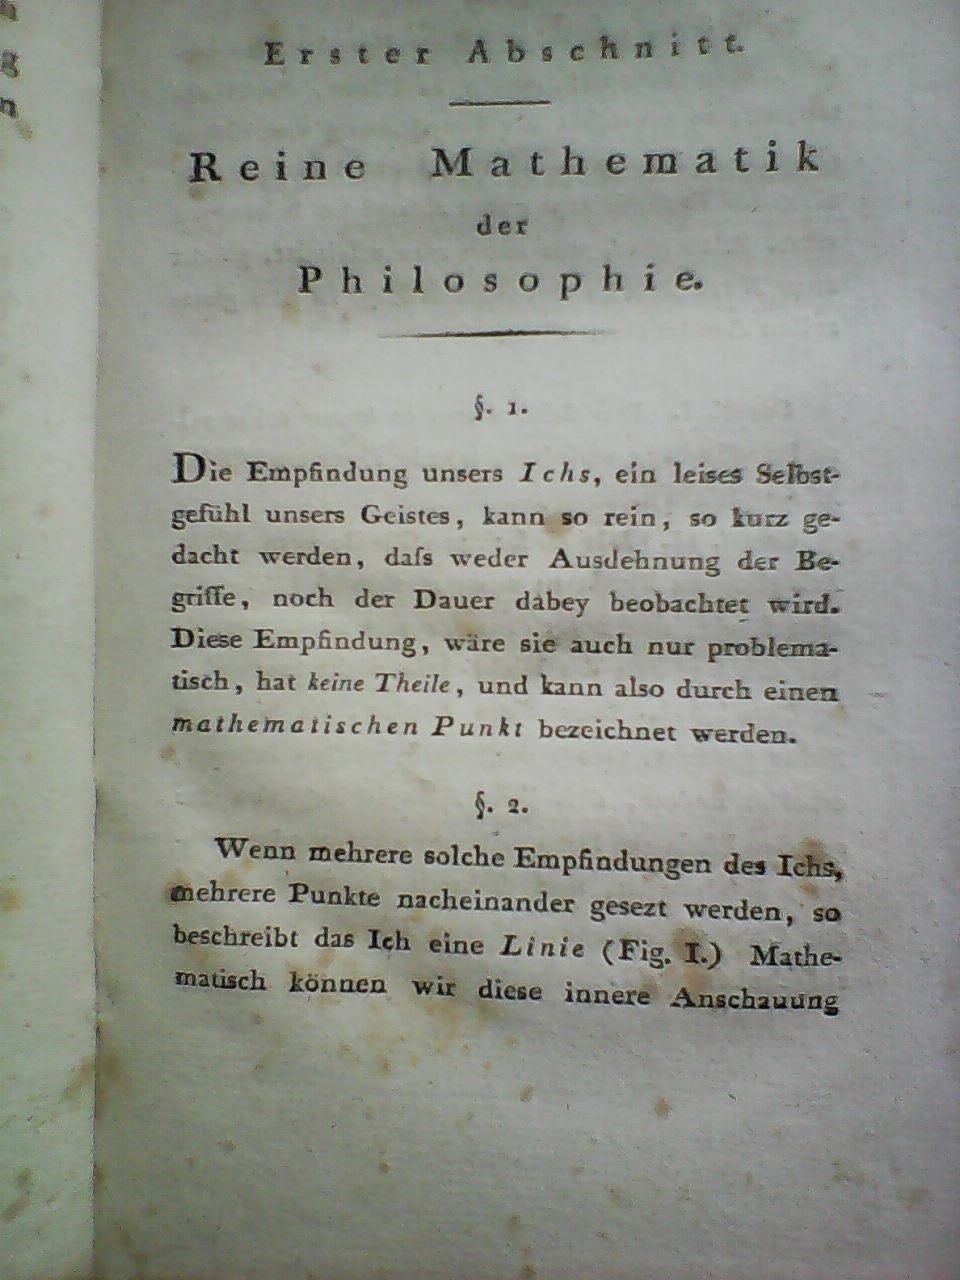 Erster Abschnitt.
Reine Mathematik
der
Philosophie.
§. 1.
Die Empfindung unsers Ichs, ein leises Selbst-
gefühl unsers Geistes, kann so rein, so kurz ge-
dacht werden, daſs weder Ausdehnung der Be-
griffe, noch der Dauer dabey beobachtet wird.
Diese Empfindung, wäre sie auch nur problema-
tisch, hat keine Theile, und kann also durch einen
mathematischen Punkt bezeichnet werden.
§. 2.
Wenn mehrere solche Empfindungen des Ichs,
mehrere Punkte nacheinander gesezt werden, so
beschreibt das Ich eine Linie (Fig. I.) Mathe-
matisch können wir diese innere Anschauung